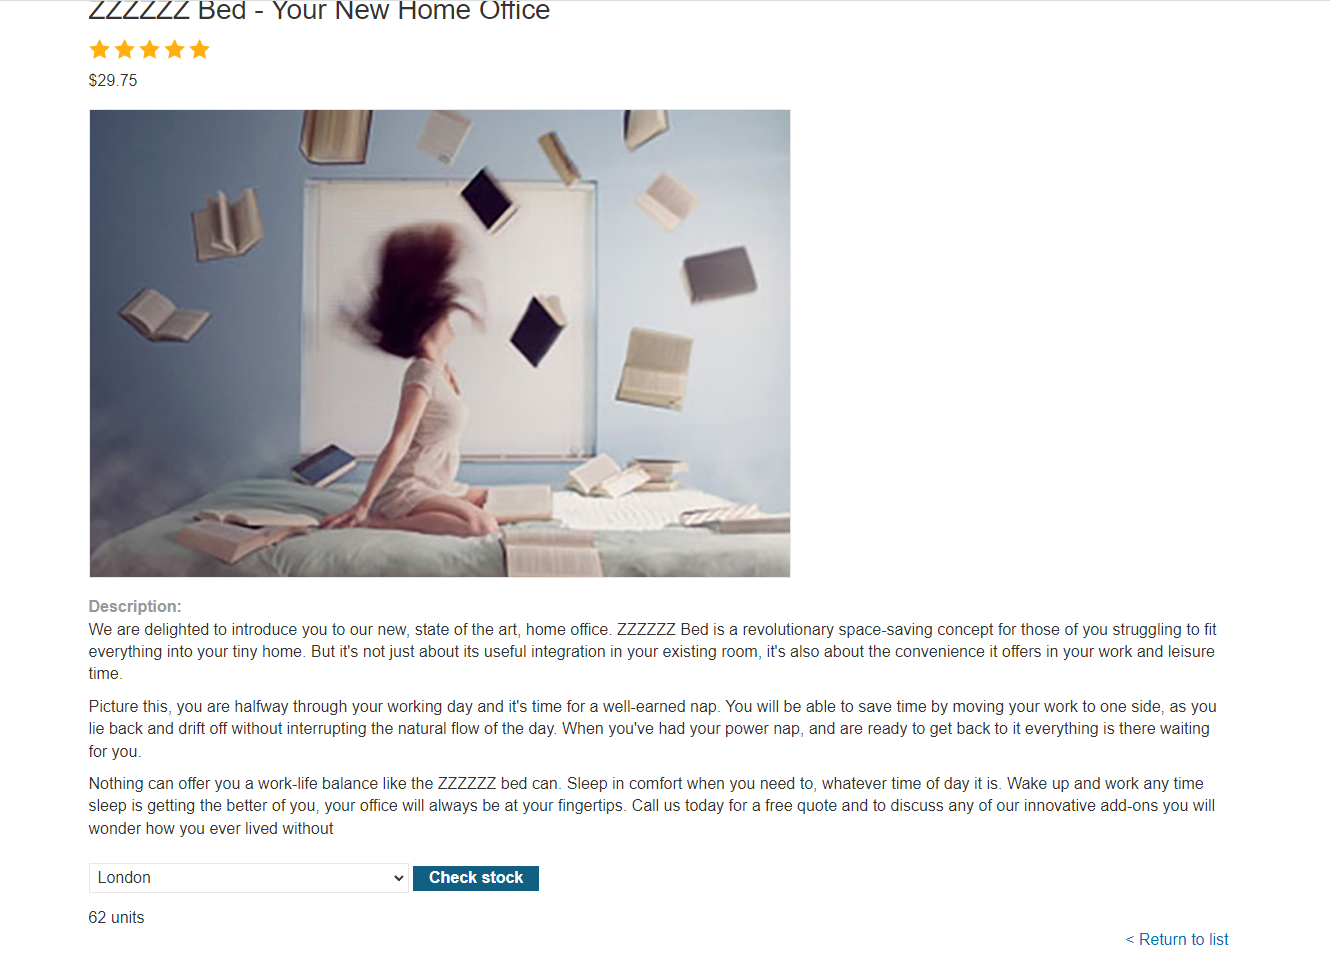 ZZZZZZ Bed - Your New Home Office
$29.75
Description:
We are delighted to introduce you to our new, state of the art, home office. ZZZZZZ Bed is a revolutionary space-saving concept for those of you struggling to fit
everything into your tiny home. But it's not just about its useful integration in your existing room, it's also about the convenience it offers in your work and leisure
time.
Picture this, you are halfway through your working day and it's time for a well-earned nap. You will be able to save time by moving your work to one side, as you
lie back and drift off without interrupting the natural flow of the day. When you've had your power nap, and are ready to get back to it everything is there waiting
for you.
Nothing can offer you a work-life balance like the ZZZZZZ bed can. Sleep in comfort when you need to, whatever time of day it is. Wake up and work any time
sleep is getting the better of you, your office will always be at your fingertips. Call us today for a free quote and to discuss any of our innovative add-ons you will
wonder how you ever lived without
London
Check stock
62 units
< Return to list